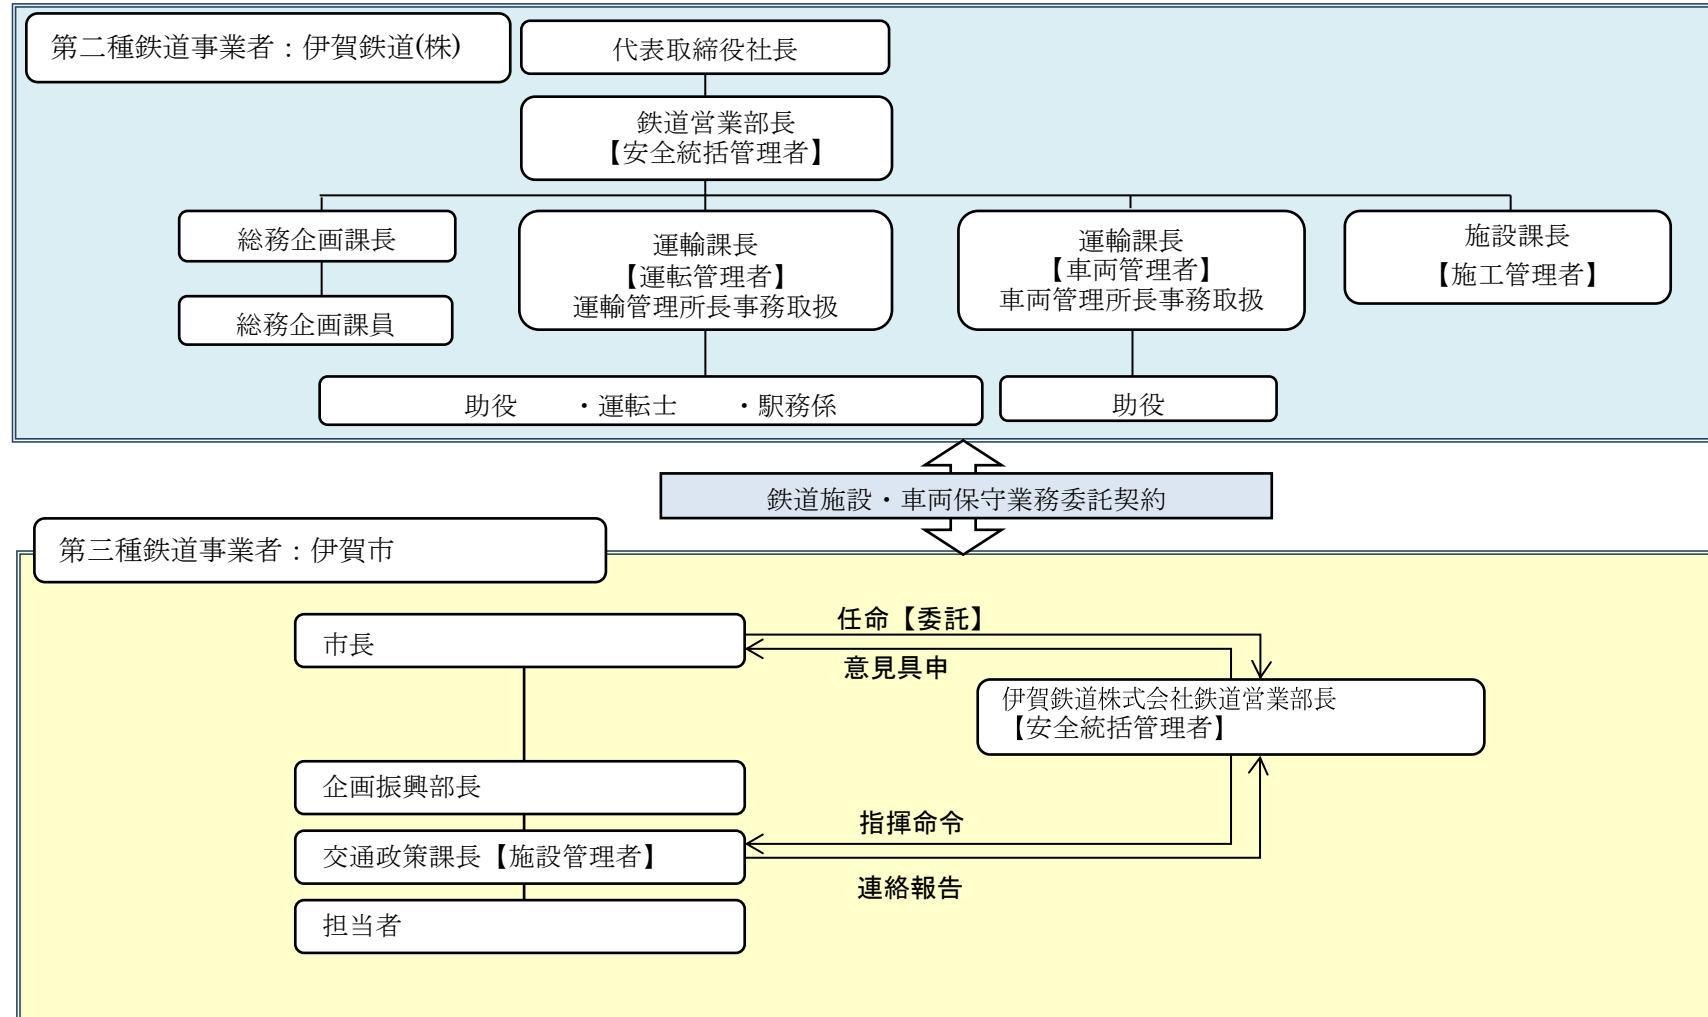 第二種鉄道事業者：伊賀鉄道(株)
代表取締役社長
鉄道営業部長
【安全統括管理者】
総務企画課長
総務企画課員
運輸課長
【運転管理者】
運輸管理所長事務取扱
運輸課長
【車両管理者】
車両管理所長事務取扱
施設課長
【施工管理者】
助役　・運転士　・駅務係
助役
鉄道施設・車両保守業務委託契約
第三種鉄道事業者：伊賀市
市長
任命【委託】
意見具申
伊賀鉄道株式会社鉄道営業部長
【安全統括管理者】
企画振興部長
指揮命令
交通政策課長【施設管理者】
連絡報告
担当者